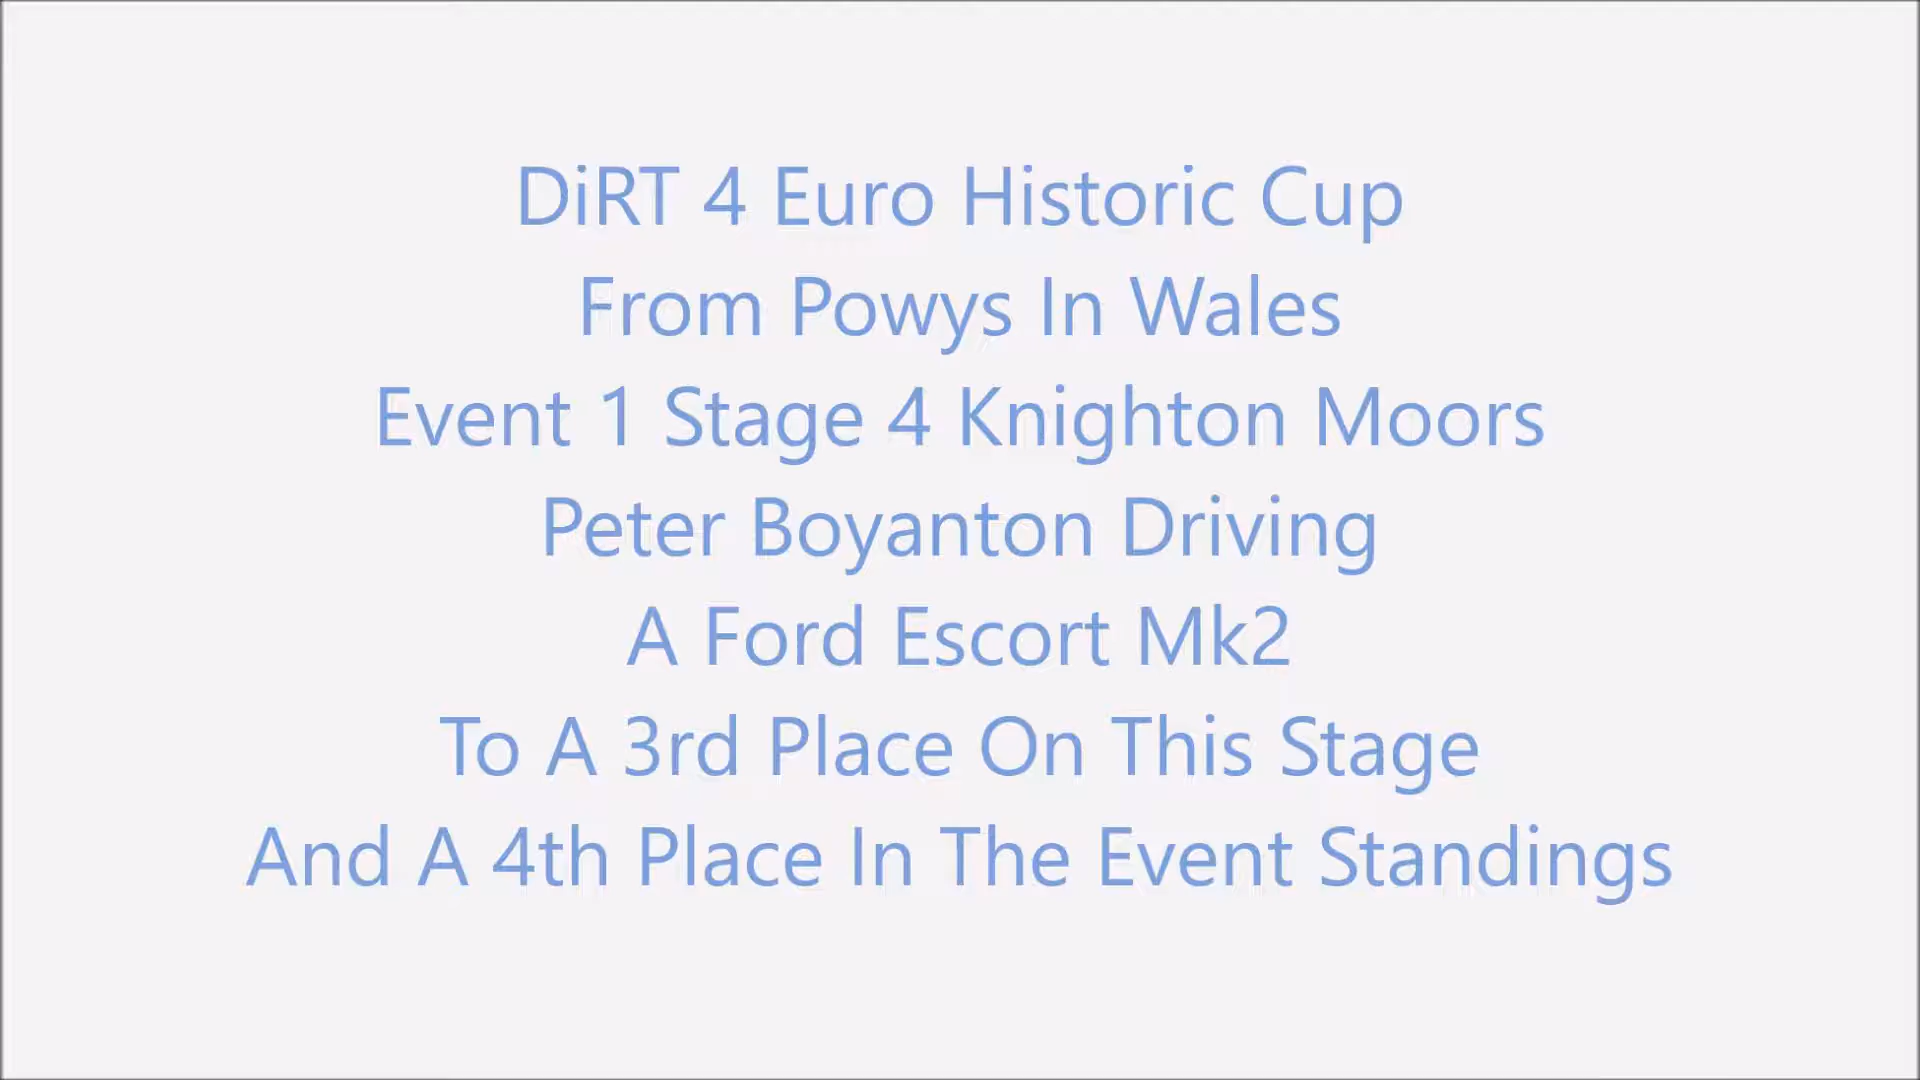 DiRT 4 Euro Historic Cup
From Powys In Wales
Event 1 Stage 4 Knighton Moors
Peter Boyanton Driving
A Ford Escort Mk2
To A 3rd Place On This Stage
And A 4th Place In The Event Standings